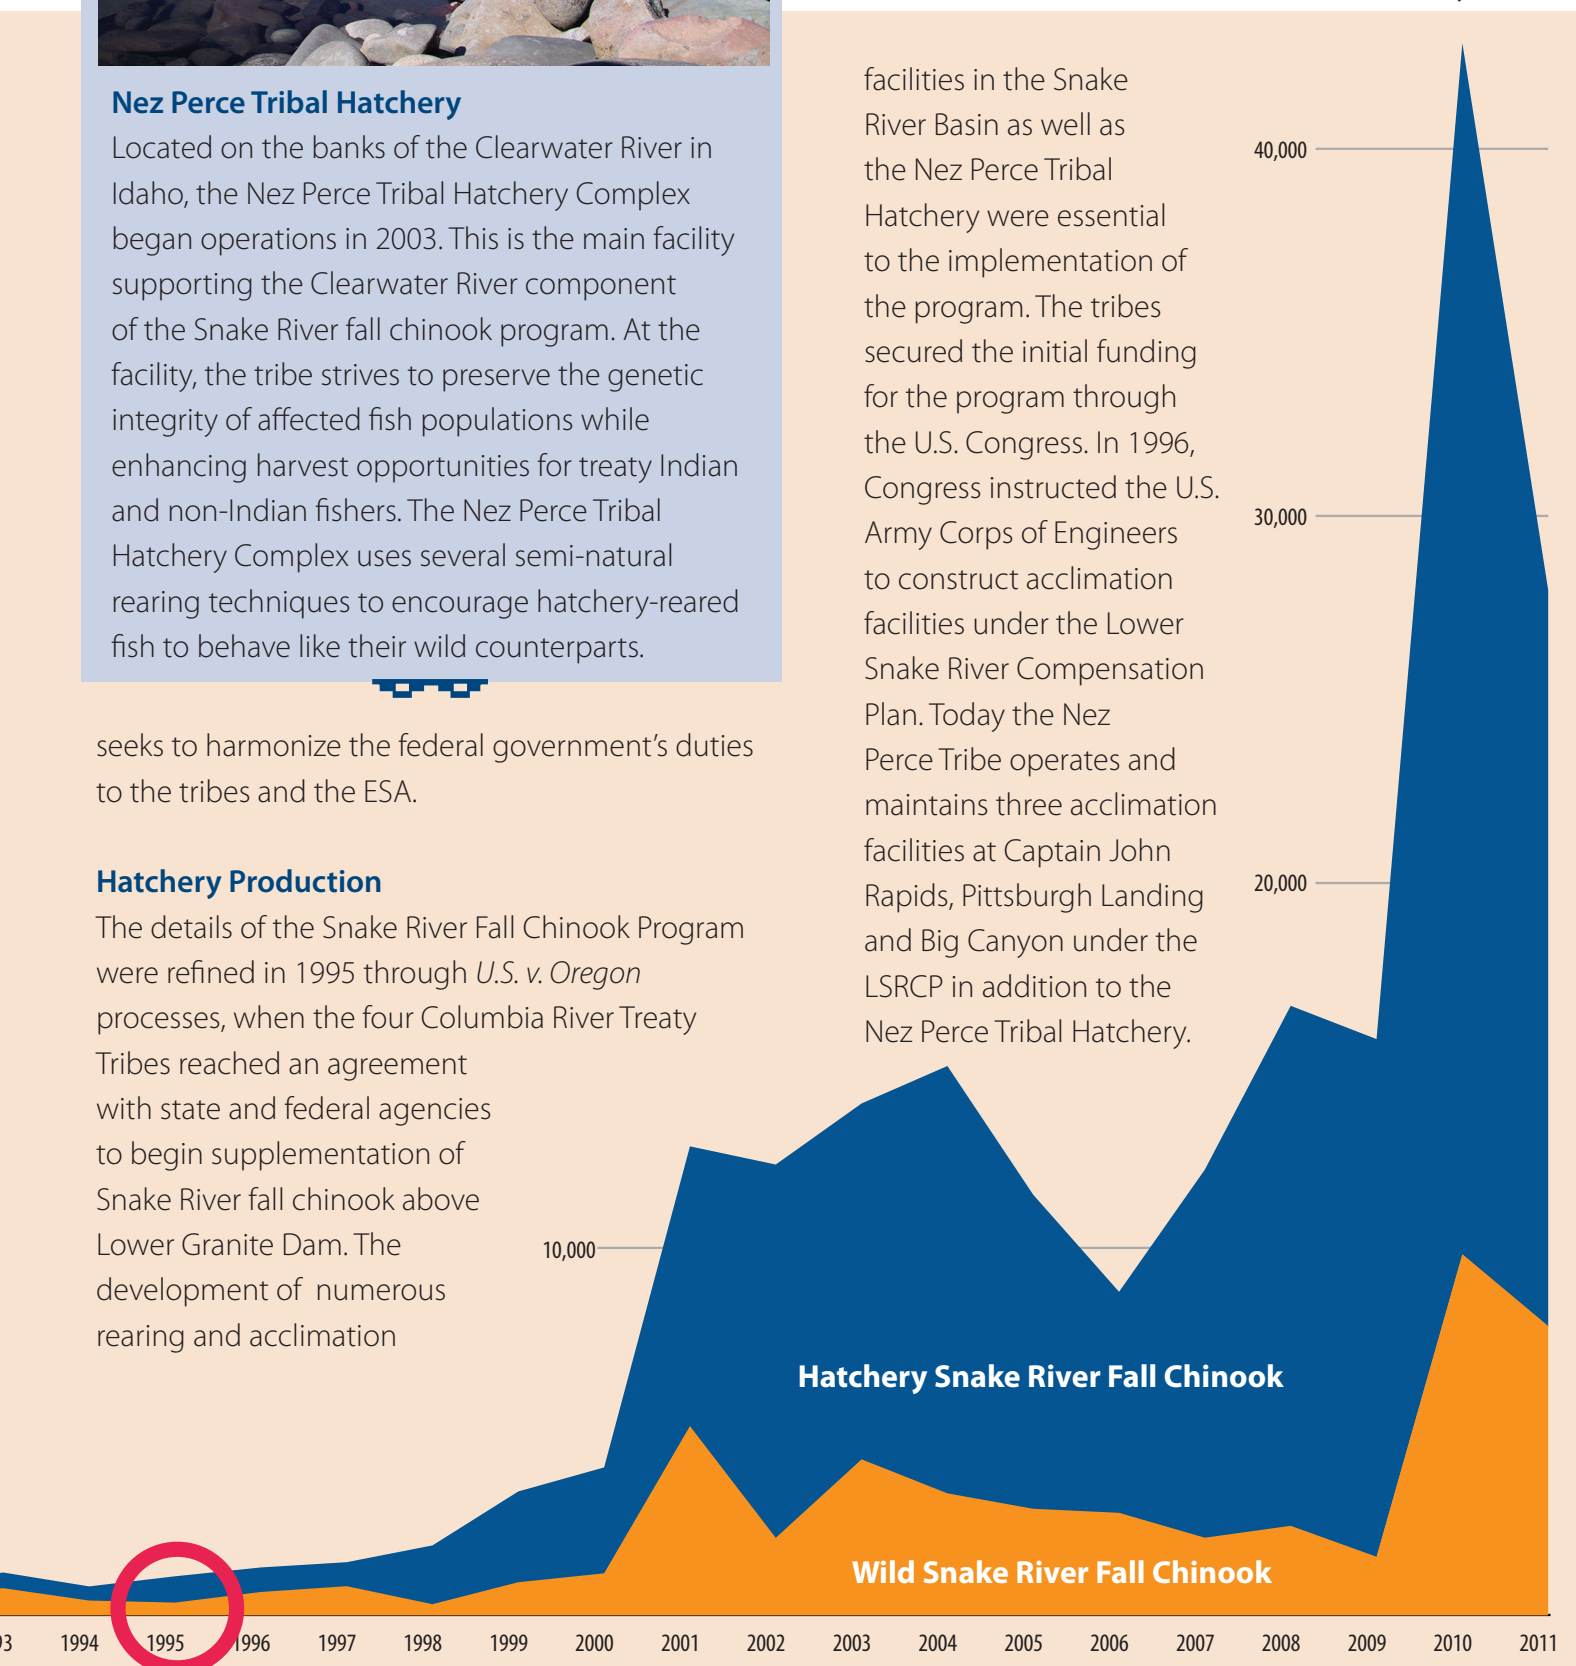 Nez Perce Tribal Hatchery
Located on the banks of the Clearwater River in
Idaho, the Nez Perce Tribal Hatchery Complex
began operations in 2003. This is the main facility
supporting the Clearwater River component
of the Snake River fall chinook program. At the
facility, the tribe strives to preserve the genetic
integrity of affected fish populations while
enhancing harvest opportunities for treaty Indian
and non-Indian fishers. The Nez Perce Tribal
Hatchery Complex uses several semi-natural
rearing techniques to encourage hatchery-reared
fish to behave like their wild counterparts.
seeks to harmonize the federal government’s duties
to the tribes and the ESA.
Hatchery Production
The details of the Snake River Fall Chinook Program
were refined in 1995 through U.S. v. Oregon
processes, when the four Columbia River Treaty
Tribes reached an agreement
with state and federal agencies
to begin supplementation of
Snake River fall chinook above
Lower Granite Dam. The
development of  numerous
rearing and acclimation
facilities in the Snake
River Basin as well as
the Nez Perce Tribal
Hatchery were essential
to the implementation of
the program. The tribes
secured the initial funding
for the program through
the U.S. Congress. In 1996,
Congress instructed the U.S.
Army Corps of Engineers
to construct acclimation
facilities under the Lower
Snake River Compensation
Plan. Today the Nez
Perce Tribe operates and
maintains three acclimation
facilities at Captain John
Rapids, Pittsburgh Landing
and Big Canyon under the
LSRCP in addition to the
Nez Perce Tribal Hatchery.
40,000
30,000
20,000
10,000
Hatchery Snake River Fall Chinook
Wild Snake River Fall Chinook
1994 1995 1996 1997 1998 1999 2000 2001 2002 2003 2004 2005 2006 2007 2008 2009 2010 2011